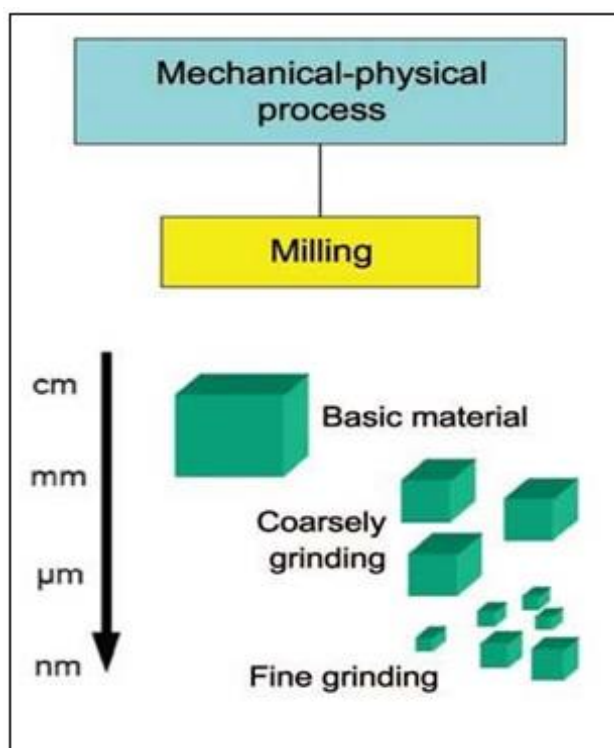 Mechanical-physical
process
Milling
cm
Basic material
mm
Coarsely
grinding
µm
nm
Fine grinding